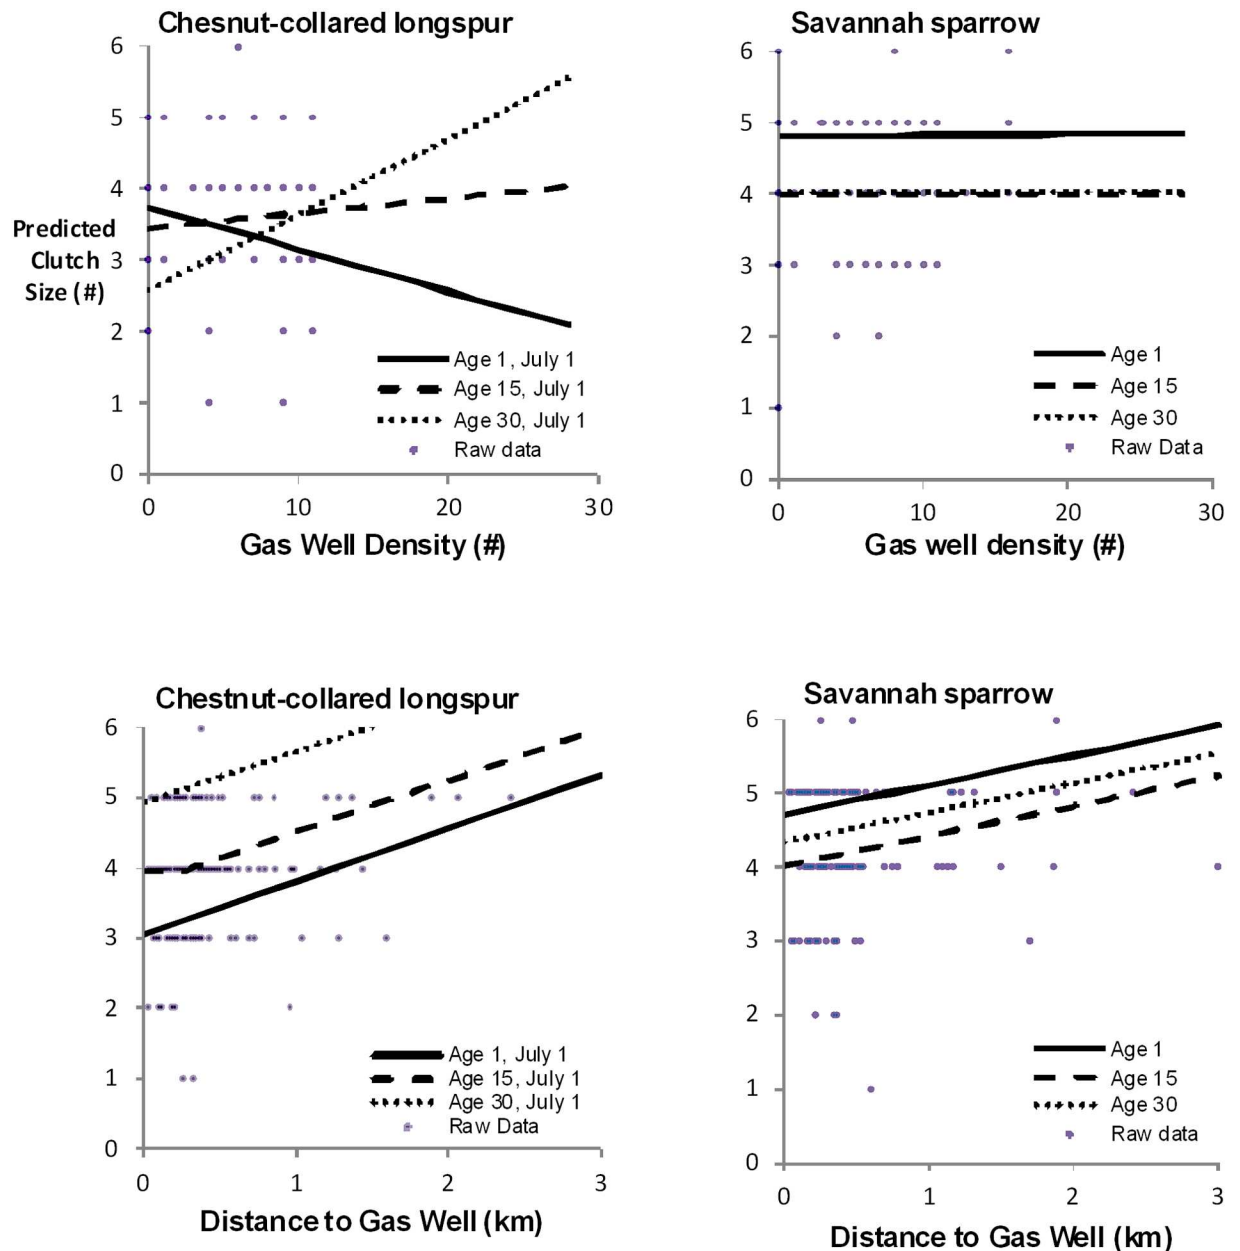 Chesnut-collared longspur
6
5
4
3
2
1
0
Predicted
Clutch
Size (#)
Age 1, July 1
Age 15, July 1
Age 30, July 1
Raw data
0 10 20 30
Gas Well Density (#)
Savannah sparrow
6
5
4
3
2
1
0
Age 1
Age 15
Age 30
Raw Data
0 10 20 30
Gas well density (#)
Chestnut-collared longspur
6
5
4
3
2
1
0
Age 1, July 1
Age 15, July 1
Age 30, July 1
Raw Data
0 1 2 3
Distance to Gas Well (km)
Savannah sparrow
6
5
4
3
2
1
0
Age 1
Age 15
Age 30
Raw data
0 1 2 3
Distance to Gas Well (km)